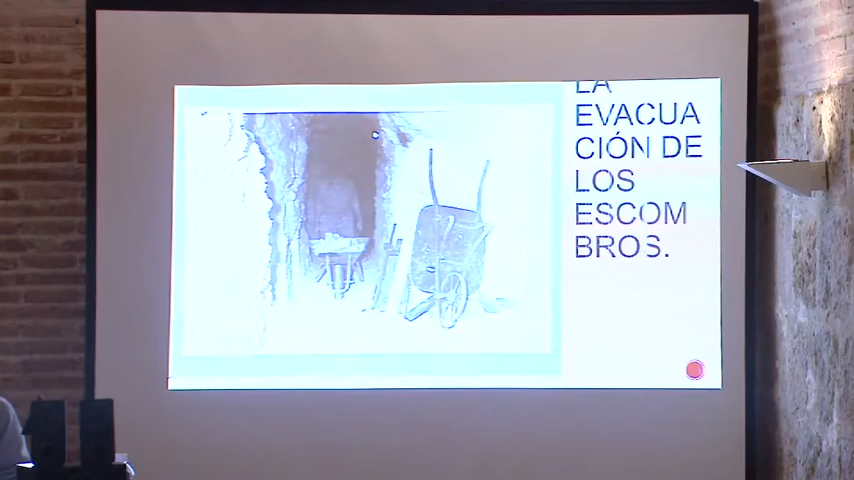 LA
EVACUA
CIÓN DE
LOS
ESCOM
BROS.